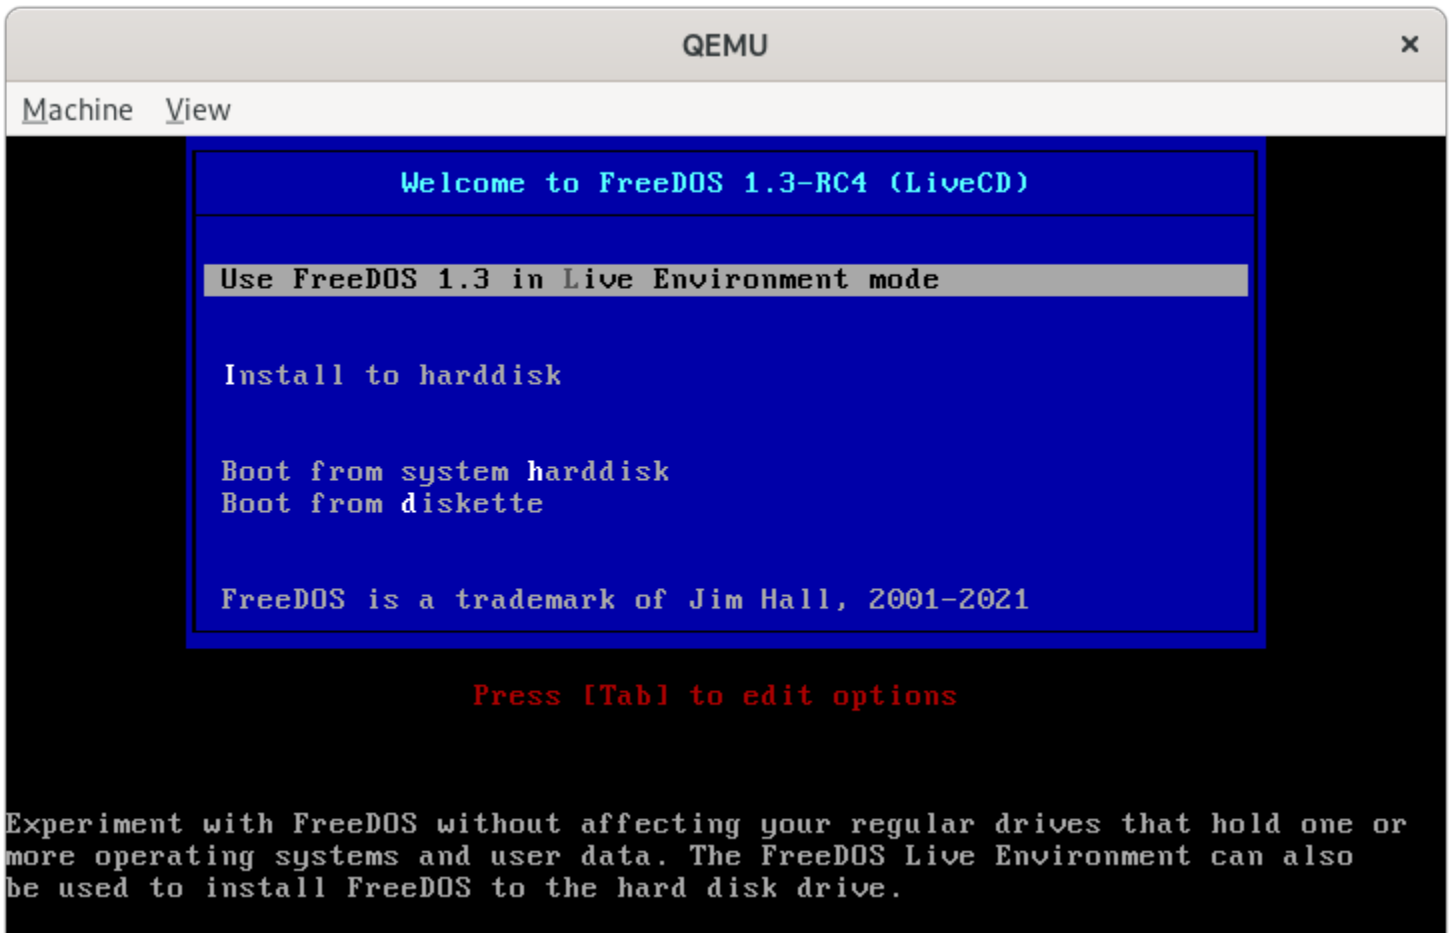 QEMU
Machine View
Welcome to FreeDOS 1.3-RC4 (LiveCD)
Use FreeDOS 1.3 in Live Environment mode
Install to harddisk
Boot from system harddisk
Boot from diskette
FreeDOS is a trademark of Jim Hall, 2001-2021
Press [Tab] to edit options
Experiment with FreeDOS without affecting your regular drives that hold one or
more operating systems and user data. The FreeDOS Live Environment can also
be used to install FreeDOS to the hard disk drive.